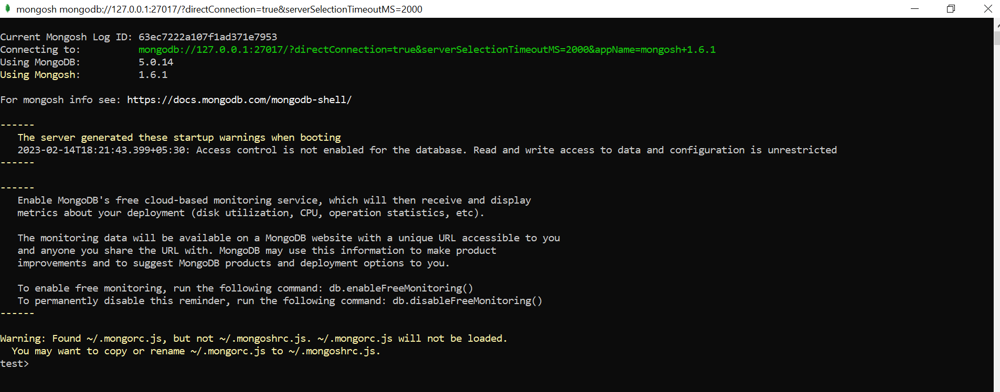 mongosh mongodb://127.0.0.1:27017/?directConnection=true&serverSelectionTimeoutMS=2000
Current Mongosh Log ID: 63ec7222a107f1ad371e7953
Connecting to: mongodb://127.0.0.1:27017/?directConnection=true&serverSelectionTimeoutMS=2000&appName=mongosh+1.6.1
Using MongoDB: 5.0.14
Using Mongosh: 1.6.1
For mongosh info see: https://docs.mongodb.com/mongodb-shell/
------
The server generated these startup warnings when booting
2023-02-14T18:21:43.399+05:30: Access control is not enabled for the database. Read and write access to data and configuration is unrestricted
------
------
Enable MongoDB's free cloud-based monitoring service, which will then receive and display
metrics about your deployment (disk utilization, CPU, operation statistics, etc).
The monitoring data will be available on a MongoDB website with a unique URL accessible to you
and anyone you share the URL with. MongoDB may use this information to make product
improvements and to suggest MongoDB products and deployment options to you.
To enable free monitoring, run the following command: db.enableFreeMonitoring()
To permanently disable this reminder, run the following command: db.disableFreeMonitoring()
------
Warning: Found ~/.mongorc.js, but not ~/.mongoshrc.js. ~/.mongorc.js will not be loaded.
You may want to copy or rename ~/.mongorc.js to ~/.mongoshrc.js.
test>